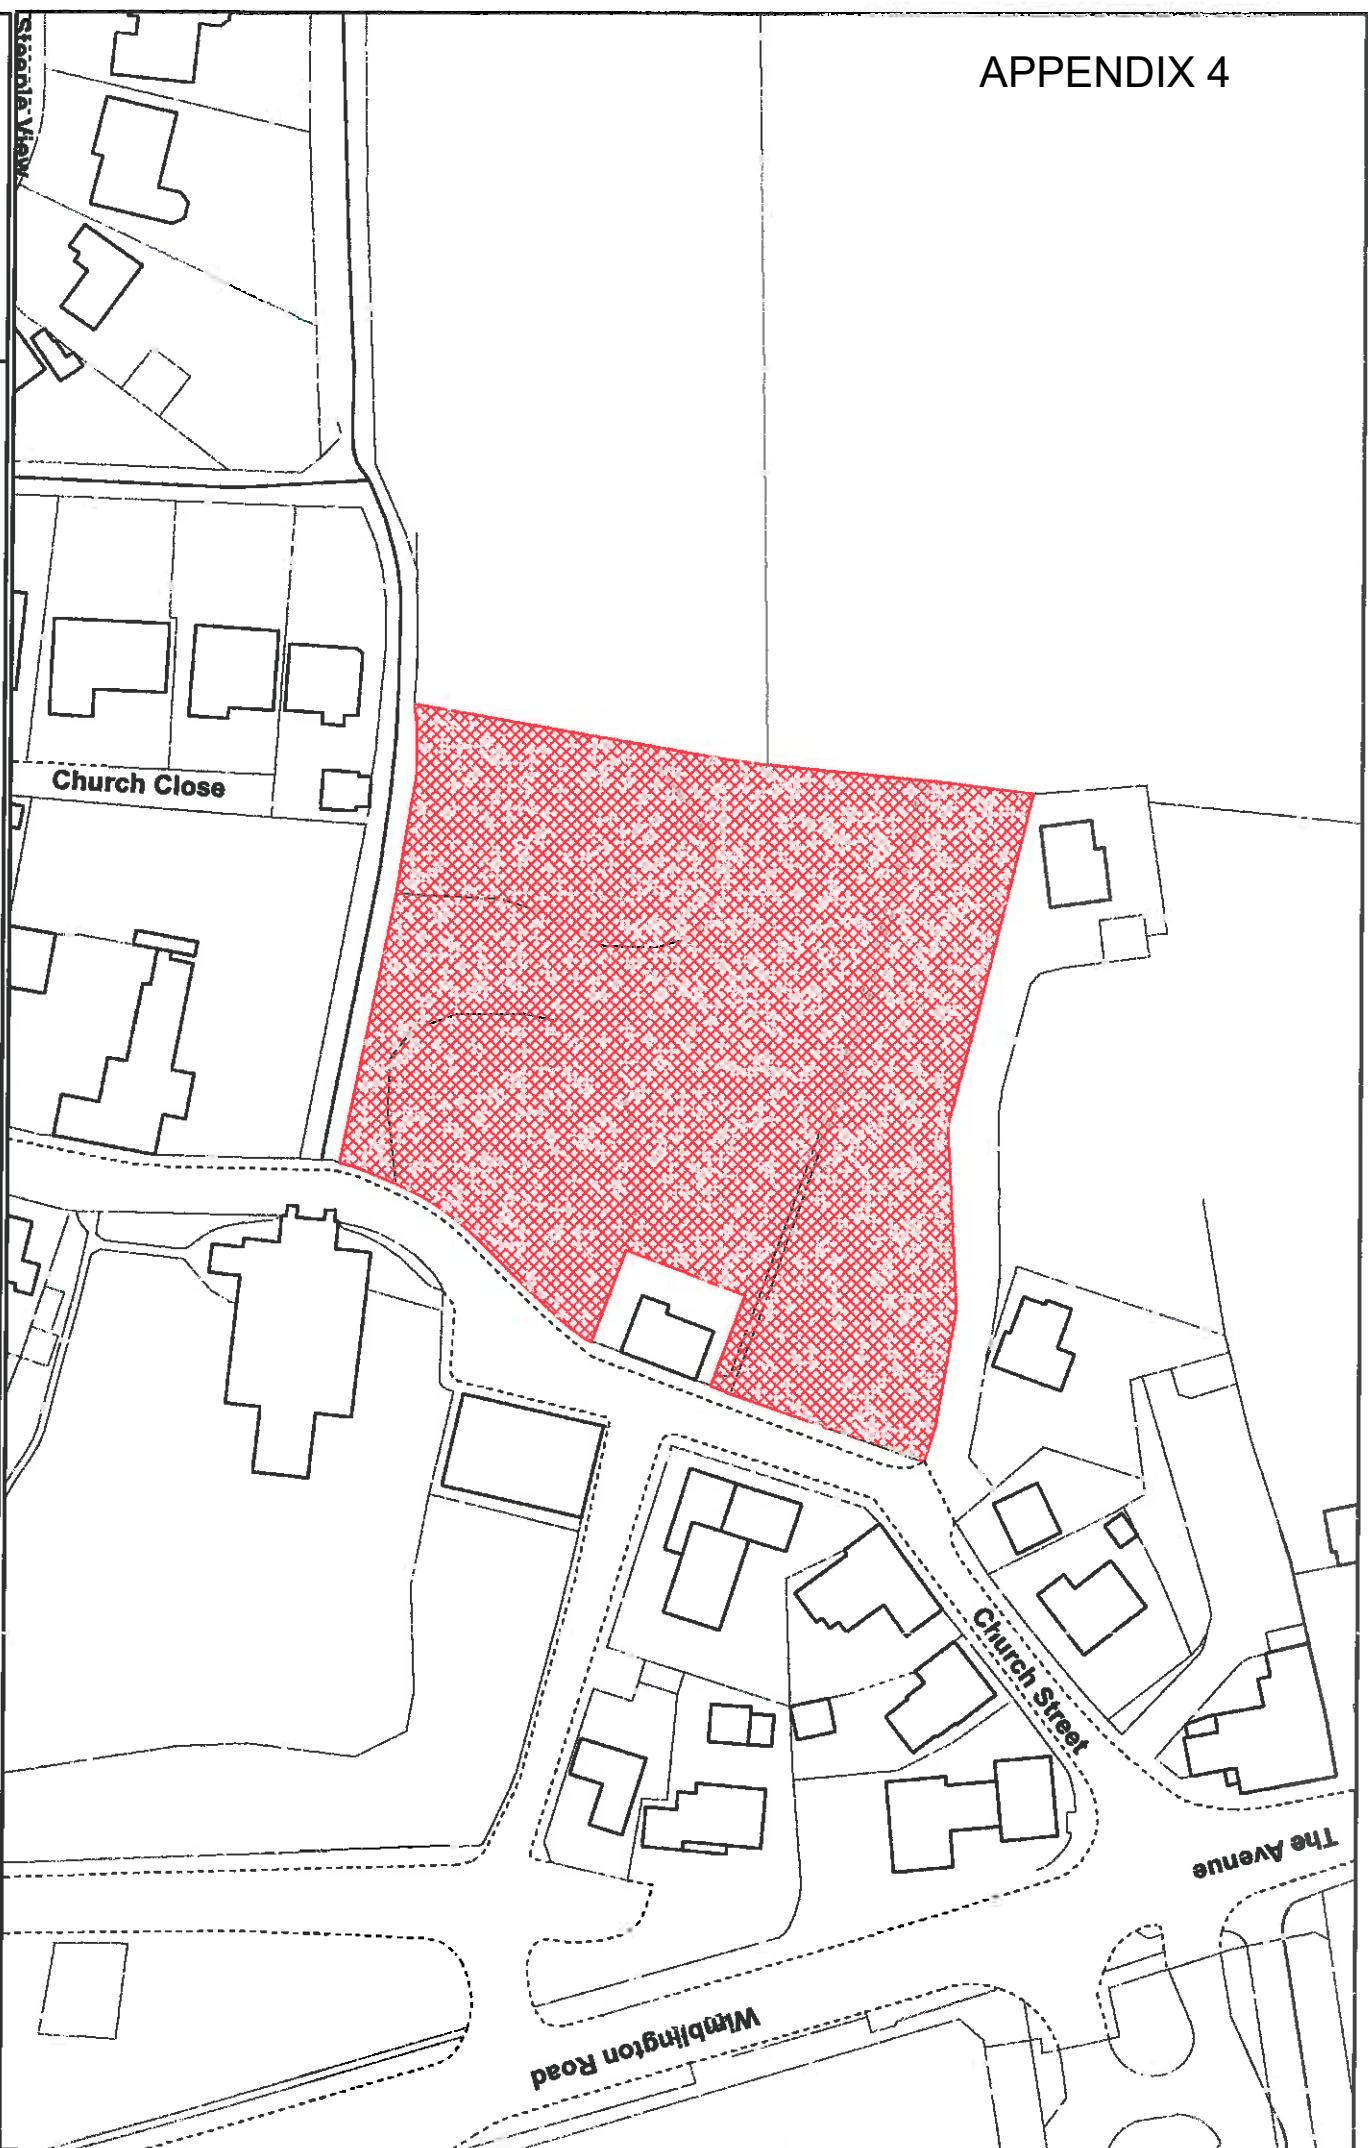 APPENDIX 4
Steeple View
Church Close
Church Street
The Avenue
Wimblington Road